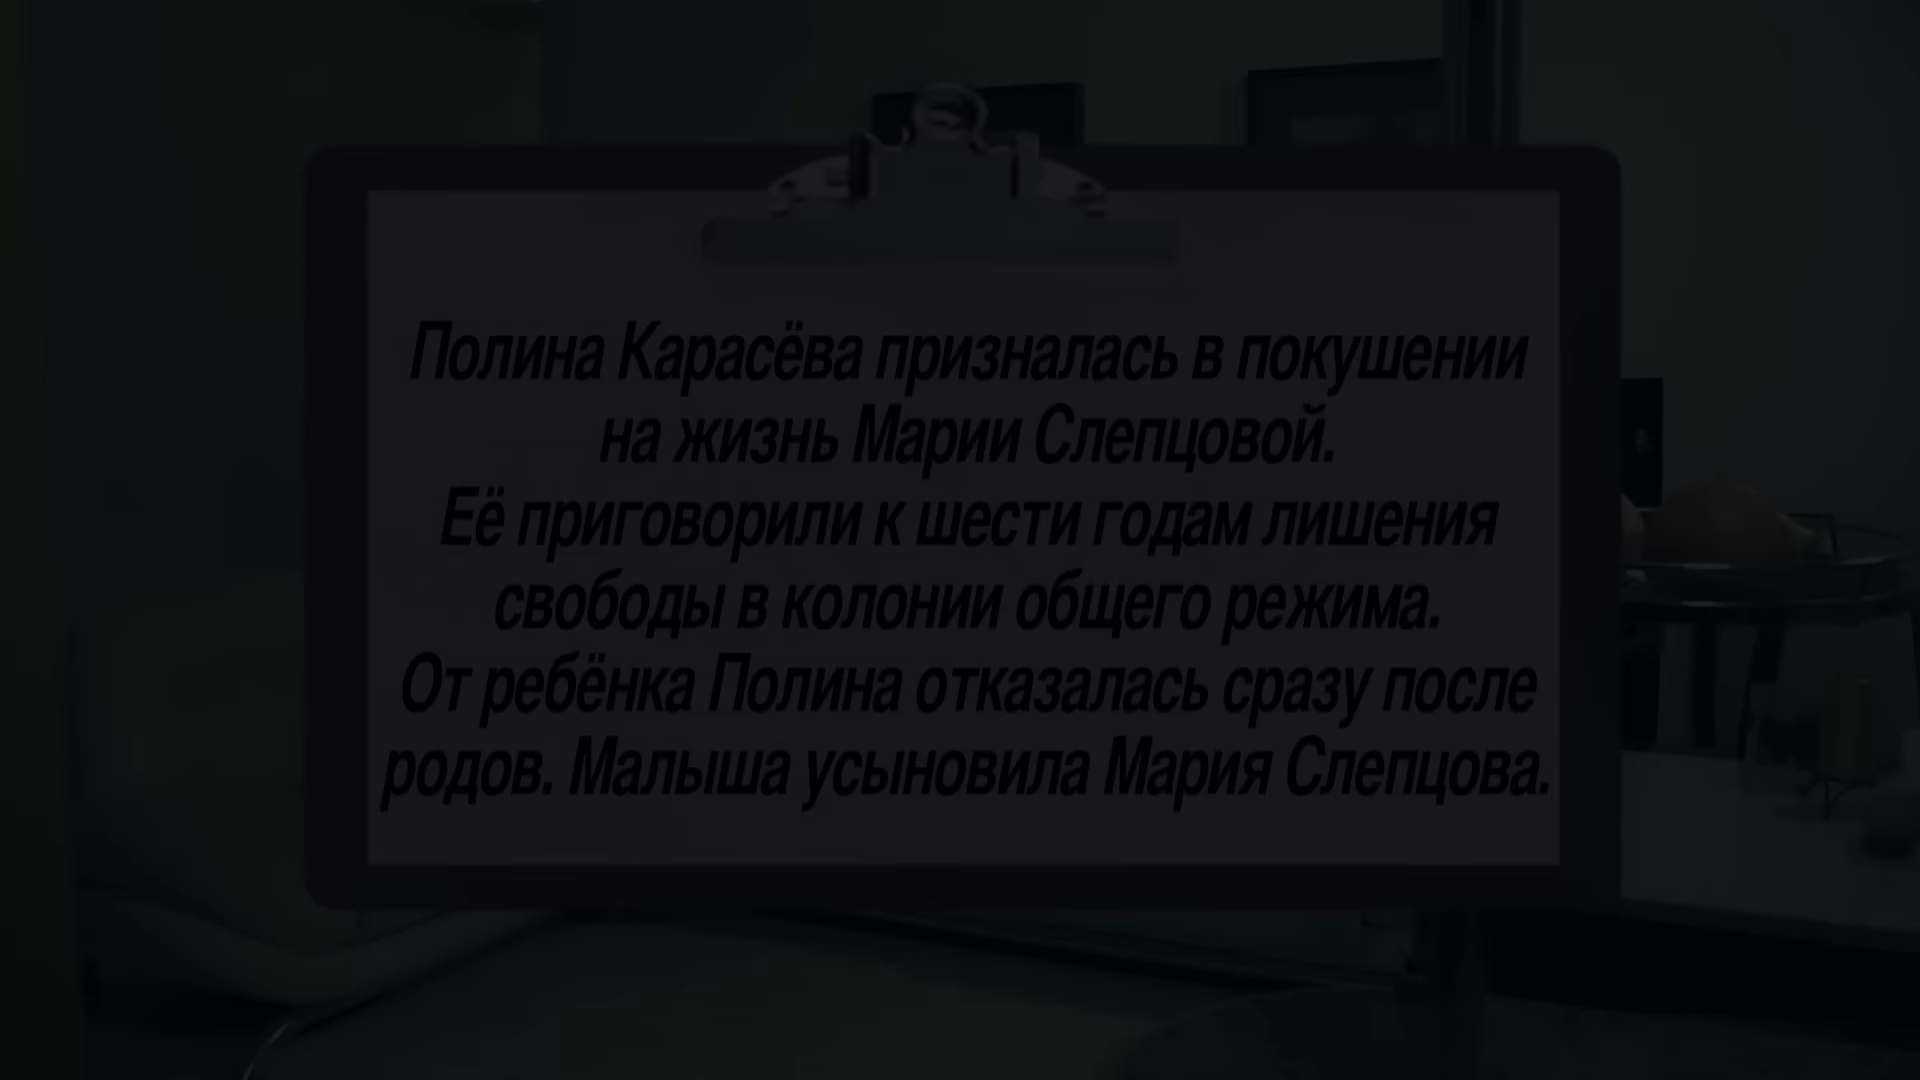 Полина Карасёва призналась в покушении
на жизнь Марии Слепцовой.
Её приговорили к шести годам лишения
свободы в колонии общего режима.
От ребёнка Полина отказалась сразу после
родов. Малыша усыновила Мария Слепцова.